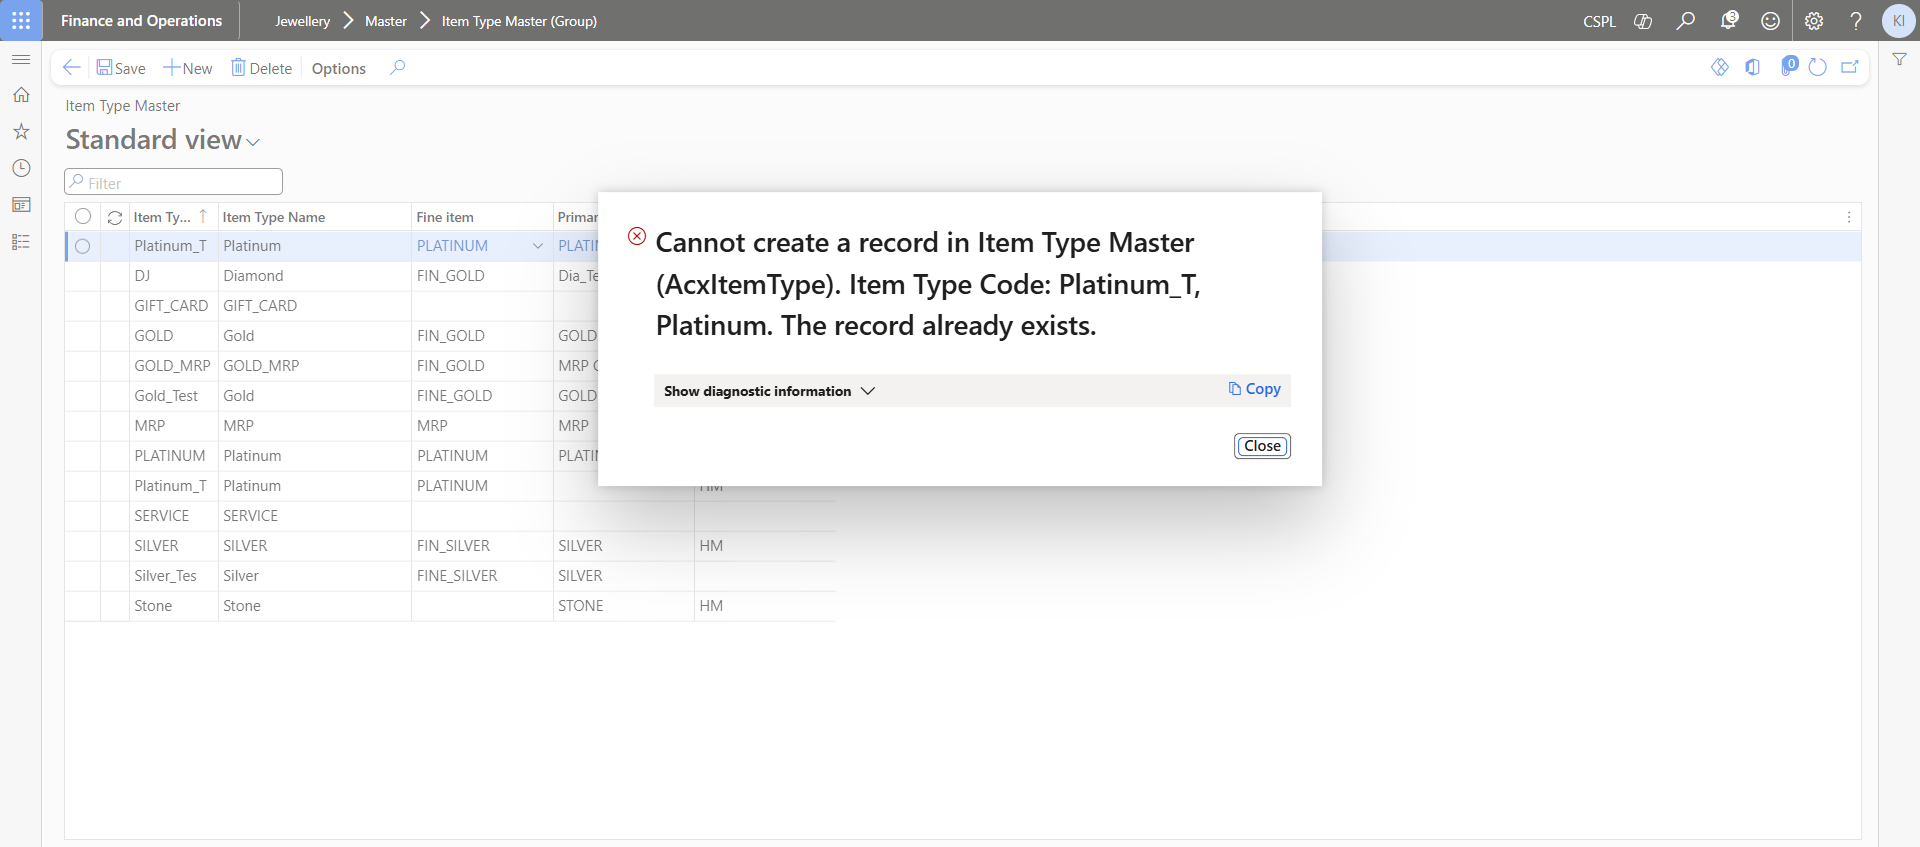 Finance and Operations
Jewellery Master Item Type Master (Group)
CSPL
3
KI
Save New Delete Options
0
Item Type Master
Standard view
Filter
Item Ty... Item Type Name Fine item Primar
Platinum_T Platinum PLATINUM PLATI
DJ Diamond FIN_GOLD Dia_Te
GIFT_CARD GIFT_CARD
GOLD Gold FIN_GOLD GOLD
GOLD_MRP GOLD_MRP FIN_GOLD MRP
Gold_Test Gold FINE_GOLD GOLD
MRP MRP MRP MRP
PLATINUM Platinum PLATINUM PLATI
Platinum_T Platinum PLATINUM HM
SERVICE SERVICE
SILVER SILVER FIN_SILVER SILVER HM
Silver_Tes Silver FINE_SILVER SILVER
Stone Stone STONE HM
Cannot create a record in Item Type Master
(AcxItemType). Item Type Code: Platinum_T,
Platinum. The record already exists.
Show diagnostic information Copy
Close